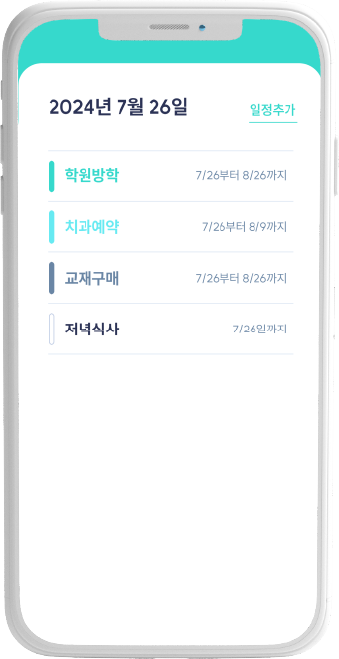 2024년 7월 26일
일정추가
학원방학 7/26부터 8/26까지
치과예약 7/26부터 8/9까지
교재구매 7/26부터 8/26까지
저녁식사 7/26일까지